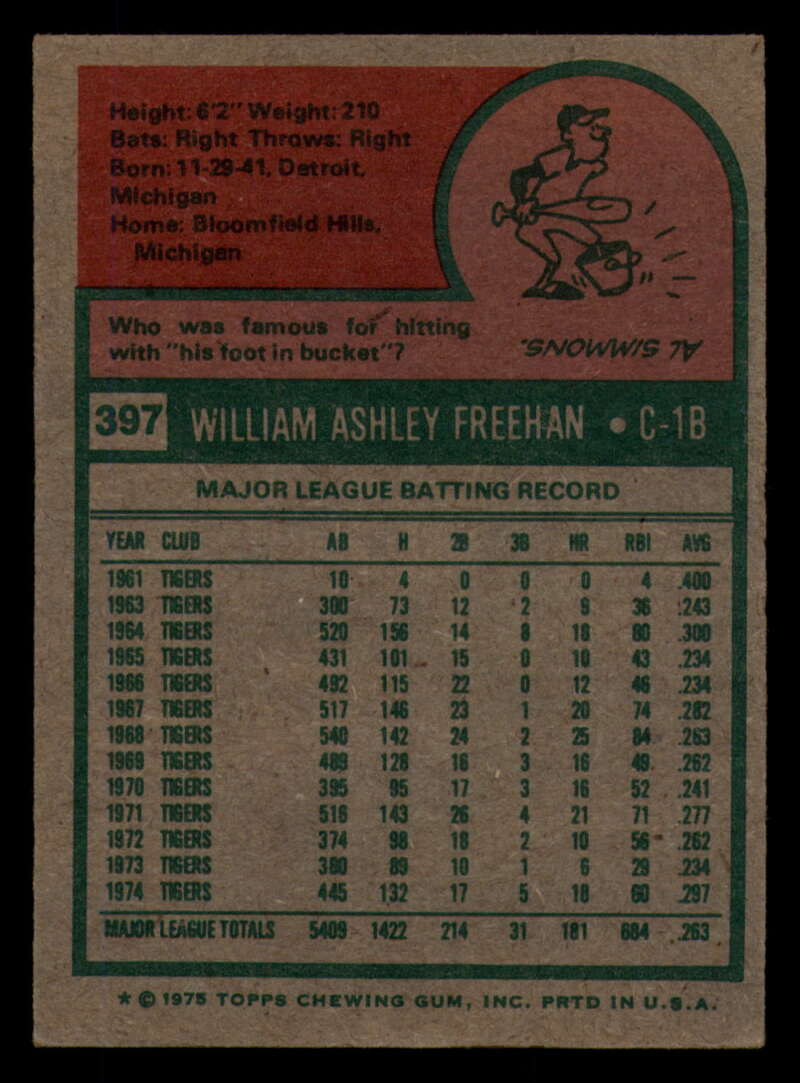 Height: 6'2" Weight: 210
Bats: Right Throws: Right
Born: 11-29-41, Detroit,
Michigan
Home: Bloomfield Hills,
Michigan
Who was famous for hitting
with "his foot in bucket"?
AL SIMMONS.
397 WILLIAM ASHLEY FREEHAN • C-1B
MAJOR LEAGUE BATTING RECORD
YEAR CLUB AB H 2B 3B HR RBI AVG
1961 TIGERS 10 4 0 0 0 4 .400
1963 TIGERS 300 73 12 2 9 36 .243
1964 TIGERS 520 156 14 8 18 80 .300
1965 TIGERS 431 101 15 0 10 43 .234
1966 TIGERS 492 115 22 0 12 46 .234
1967 TIGERS 517 146 23 1 20 74 .282
1968 TIGERS 540 142 24 2 25 84 .263
1969 TIGERS 489 128 16 3 16 49 .262
1970 TIGERS 395 95 17 3 16 52 .241
1971 TIGERS 516 143 26 4 21 71 .277
1972 TIGERS 374 98 18 2 10 56 .262
1973 TIGERS 380 89 10 1 6 29 .234
1974 TIGERS 445 132 17 5 18 60 .297
MAJOR LEAGUE TOTALS 5409 1422 214 31 181 684 .263
* © 1975 TOPPS CHEWING GUM, INC. PRTD IN U.S.A.